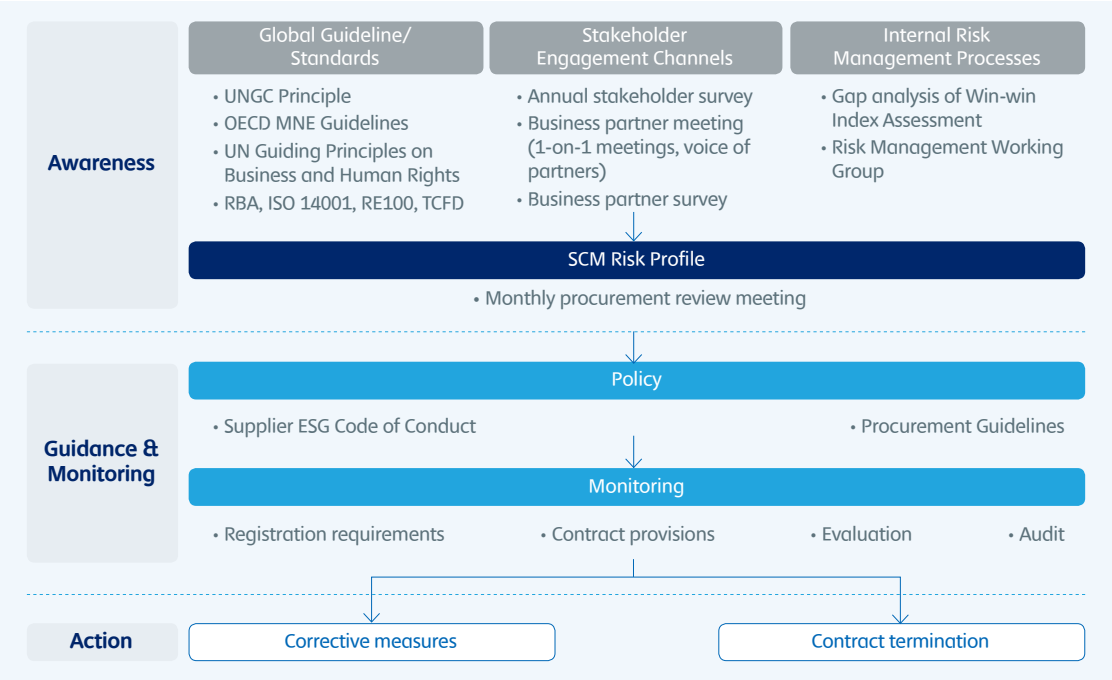 Awareness
Global Guideline/
Standards
• UNGC Principle
• OECD MNE Guidelines
• UN Guiding Principles on
Business and Human Rights
• RBA, ISO 14001, RE100, TCFD
Stakeholder
Engagement Channels
• Annual stakeholder survey
• Business partner meeting
(1-on-1 meetings, voice of
partners)
• Business partner survey
Internal Risk
Management Processes
• Gap analysis of Win-win
Index Assessment
• Risk Management Working
Group
SCM Risk Profile
• Monthly procurement review meeting
Guidance &
Monitoring
Policy
• Supplier ESG Code of Conduct
• Procurement Guidelines
Monitoring
• Registration requirements
• Contract provisions
• Evaluation
• Audit
Action
Corrective measures
Contract termination